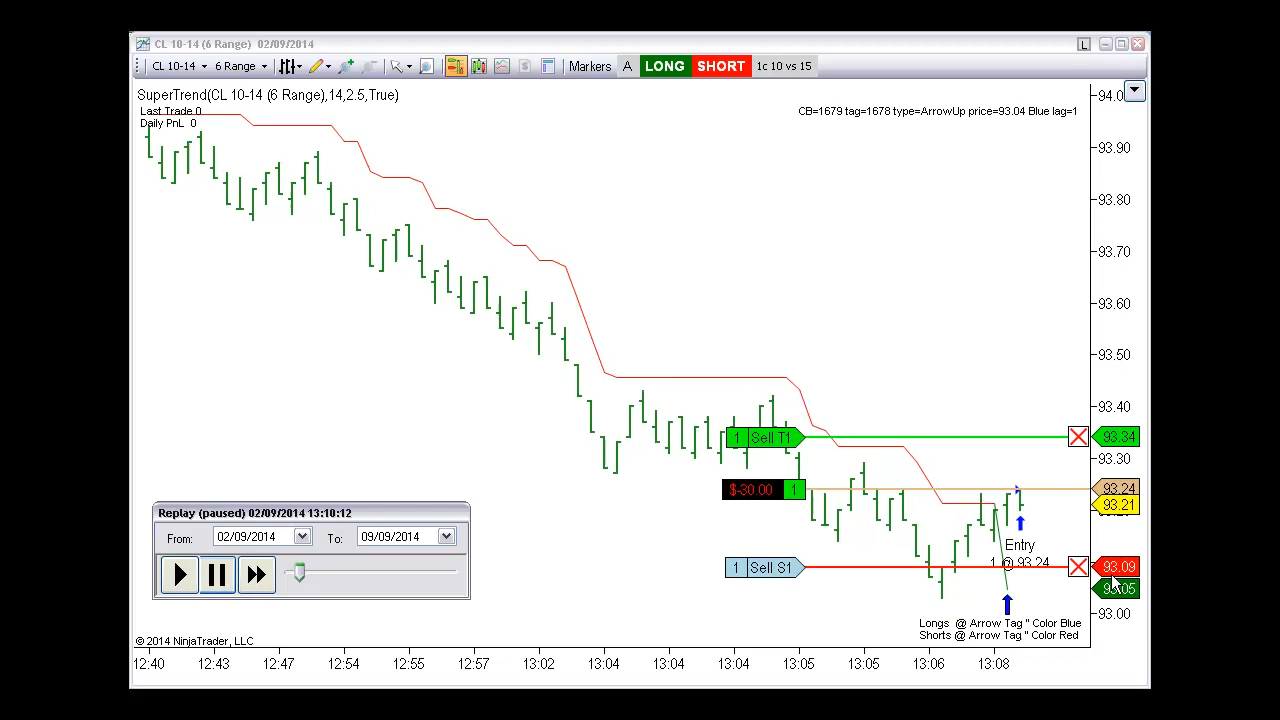 CL 10-14 (6 Range) 02/09/2014
L
CL 10-14 6 Range Markers A LONG SHORT 1c 10 vs 15
SuperTrend(CL 10-14 (6 Range),14,2.5,True)
Last Trade 0
Daily PnL 0
CB=1679 tag=1678 type=ArrowUp price=93.04 Blue lag=1
94.0
93.90
93.80
93.70
93.60
93.50
93.40
1 Sell T1
93.34
93.30
$-30.00 1
93.24
93.21
Entry
1 @ 93.24
1 Sell S1
93.09
93.05
93.00
Replay (paused) 02/09/2014 13:10:12
From: 02/09/2014 To: 09/09/2014
Longs @ Arrow Tag " Color Blue
Shorts @ Arrow Tag " Color Red
© 2014 NinjaTrader, LLC
12:40 12:43 12:47 12:54 12:55 12:57 13:02 13:04 13:04 13:04 13:05 13:05 13:06 13:08